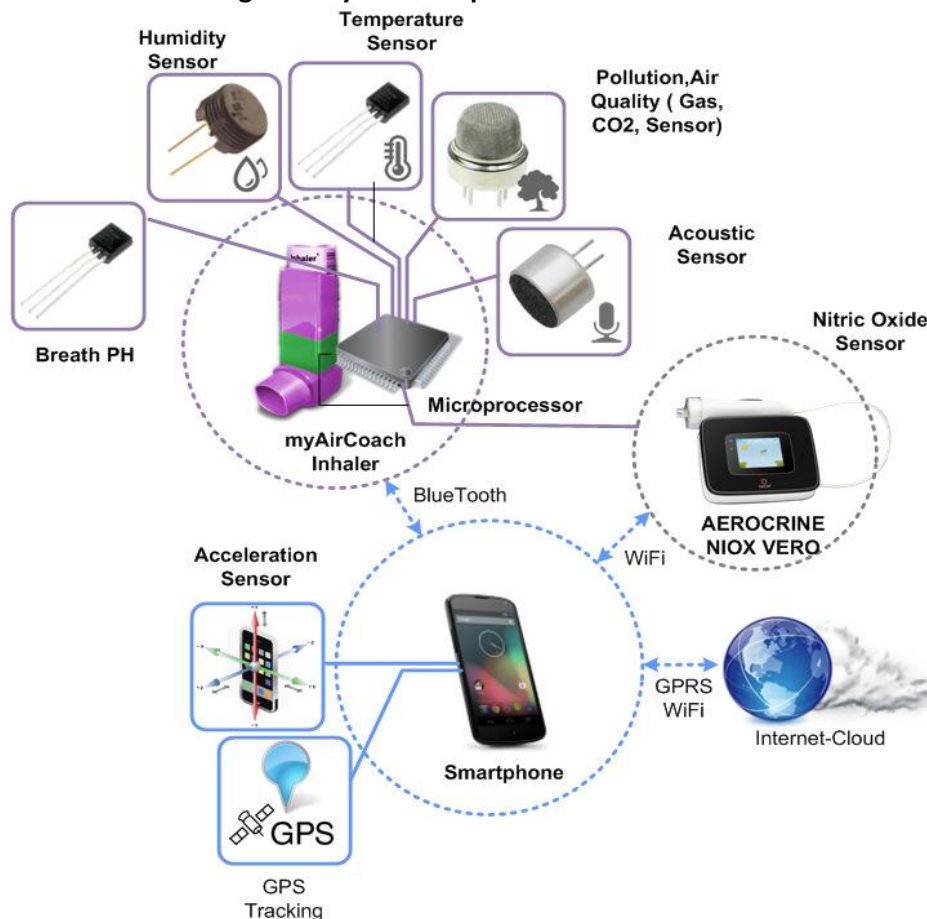 Temperature
Sensor
Humidity
Sensor
Pollution,Air
Quality ( Gas,
CO2, Sensor)
Acoustic
Sensor
Nitric Oxide
Sensor
Inhaler
Breath PH
Microprocessor
myAirCoach
Inhaler
BlueTooth
AEROCRINE
NIOX VERO
WiFi
Acceleration
Sensor
GPRS
WiFi
Internet-Cloud
Smartphone
GPS
GPS
Tracking